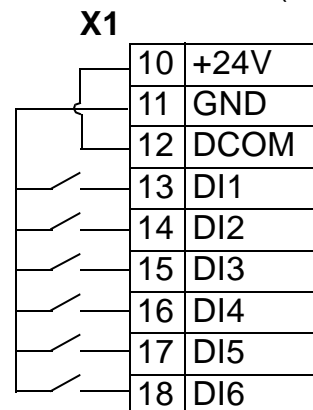 X1
10 +24V
11 GND
12 DCOM
13 DI1
14 DI2
15 DI3
16 DI4
17 DI5
18 DI6